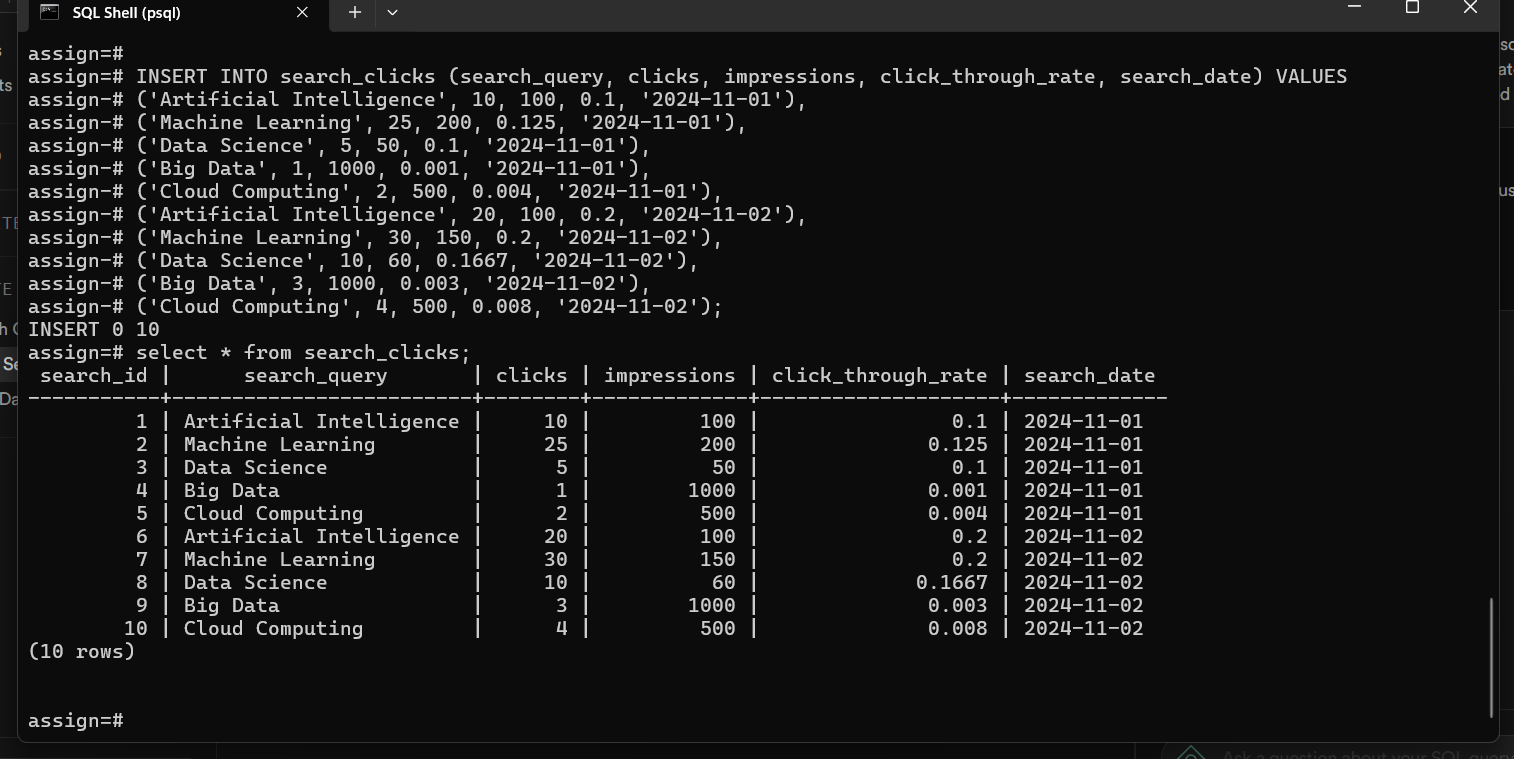 SQL Shell (psql)
assign=#
assign=# INSERT INTO search_clicks (search_query, clicks, impressions, click_through_rate, search_date) VALUES
assign-# ('Artificial Intelligence', 10, 100, 0.1, '2024-11-01'),
assign-# ('Machine Learning', 25, 200, 0.125, '2024-11-01'),
assign-# ('Data Science', 5, 50, 0.1, '2024-11-01'),
assign-# ('Big Data', 1, 1000, 0.001, '2024-11-01'),
assign-# ('Cloud Computing', 2, 500, 0.004, '2024-11-01'),
assign-# ('Artificial Intelligence', 20, 100, 0.2, '2024-11-02'),
assign-# ('Machine Learning', 30, 150, 0.2, '2024-11-02'),
assign-# ('Data Science', 10, 60, 0.1667, '2024-11-02'),
assign-# ('Big Data', 3, 1000, 0.003, '2024-11-02'),
assign-# ('Cloud Computing', 4, 500, 0.008, '2024-11-02');
INSERT 0 10
assign=# select * from search_clicks;
search_id | search_query | clicks | impressions | click_through_rate | search_date
-----------+-------------------------+--------+-------------+--------------------+-------------
1 | Artificial Intelligence | 10 | 100 | 0.1 | 2024-11-01
2 | Machine Learning | 25 | 200 | 0.125 | 2024-11-01
3 | Data Science | 5 | 50 | 0.1 | 2024-11-01
4 | Big Data | 1 | 1000 | 0.001 | 2024-11-01
5 | Cloud Computing | 2 | 500 | 0.004 | 2024-11-01
6 | Artificial Intelligence | 20 | 100 | 0.2 | 2024-11-02
7 | Machine Learning | 30 | 150 | 0.2 | 2024-11-02
8 | Data Science | 10 | 60 | 0.1667 | 2024-11-02
9 | Big Data | 3 | 1000 | 0.003 | 2024-11-02
10 | Cloud Computing | 4 | 500 | 0.008 | 2024-11-02
(10 rows)
assign=#
Ask a question about your SQL query